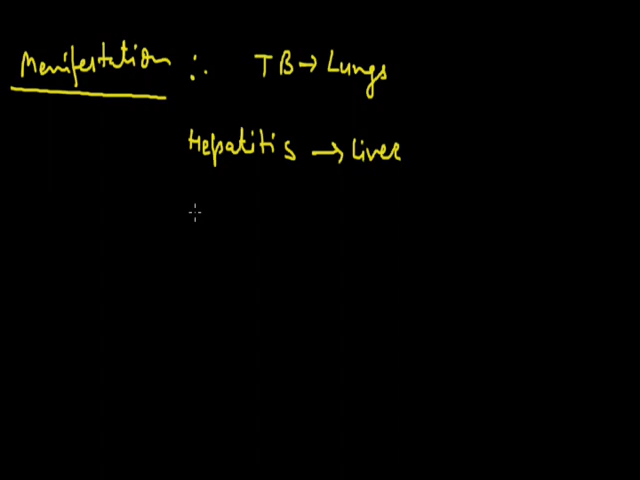 Manifestation ∴ TB → Lungs
Hepatitis → Liver